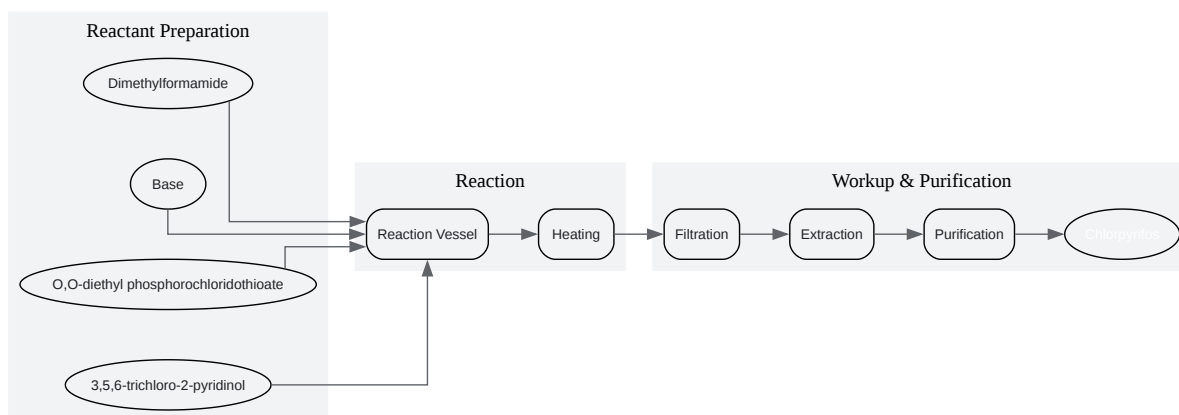 Reactant Preparation
Dimethylformamide
Base
O,O-diethyl phosphorochloridothioate
3,5,6-trichloro-2-pyridinol
Reaction
Reaction Vessel
Heating
Workup & Purification
Filtration
Extraction
Purification
Chlorpyrifos